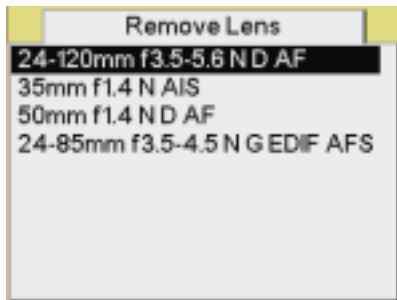 Remove Lens
24-120mm f3.5-5.6 N D AF
35mm f1.4 N AIS
50mm f1.4 N D AF
24-85mm f3.5-4.5 N G EDIF AFS